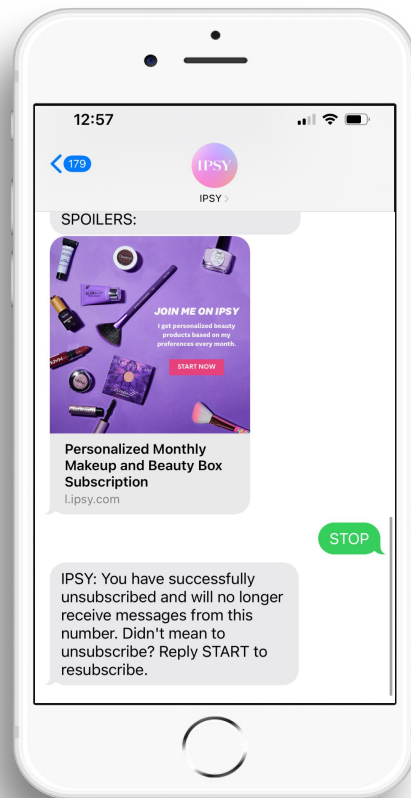 12:57
179
IPSY
IPSY >
SPOILERS:
JOIN ME ON IPSY
I get personalized beauty
products based on my
preferences every month.
START NOW
Personalized Monthly
Makeup and Beauty Box
Subscription
l.ipsy.com
STOP
IPSY: You have successfully
unsubscribed and will no longer
receive messages from this
number. Didn't mean to
unsubscribe? Reply START to
resubscribe.